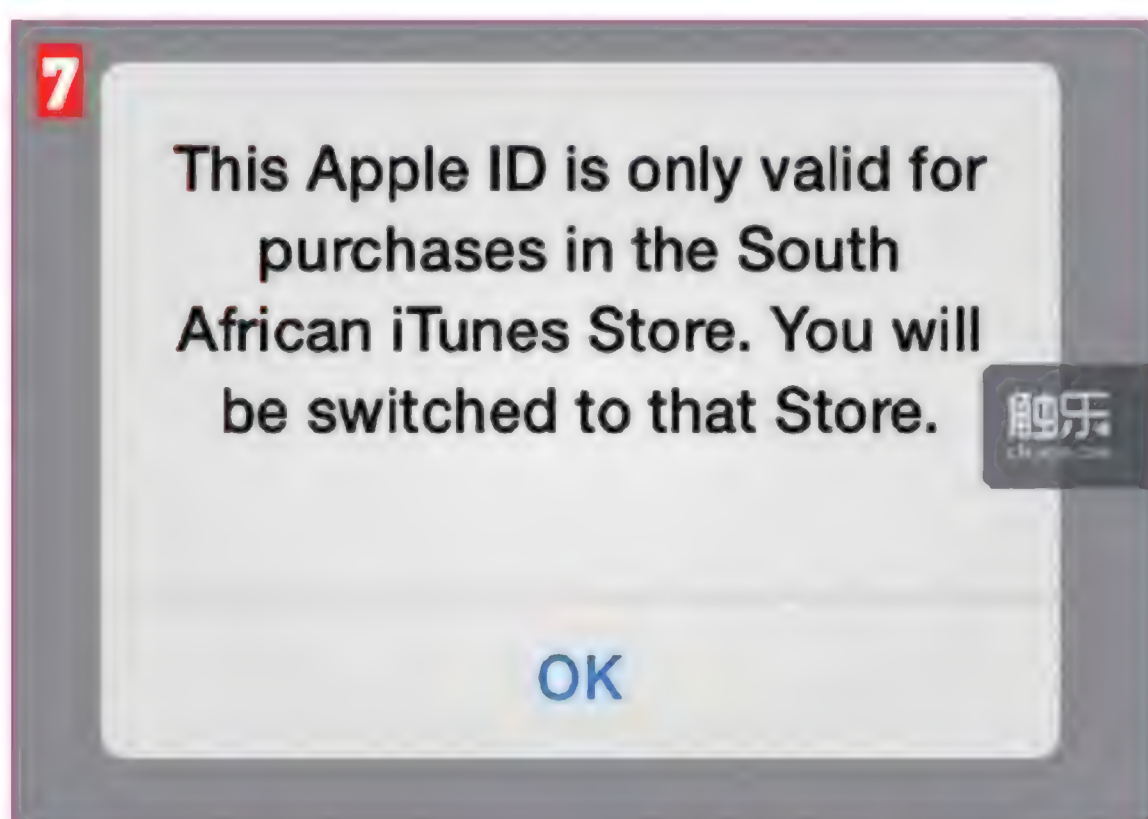 7
This Apple ID is only valid for
purchases in the South
African iTunes Store. You will
be switched to that Store.
触乐
OK